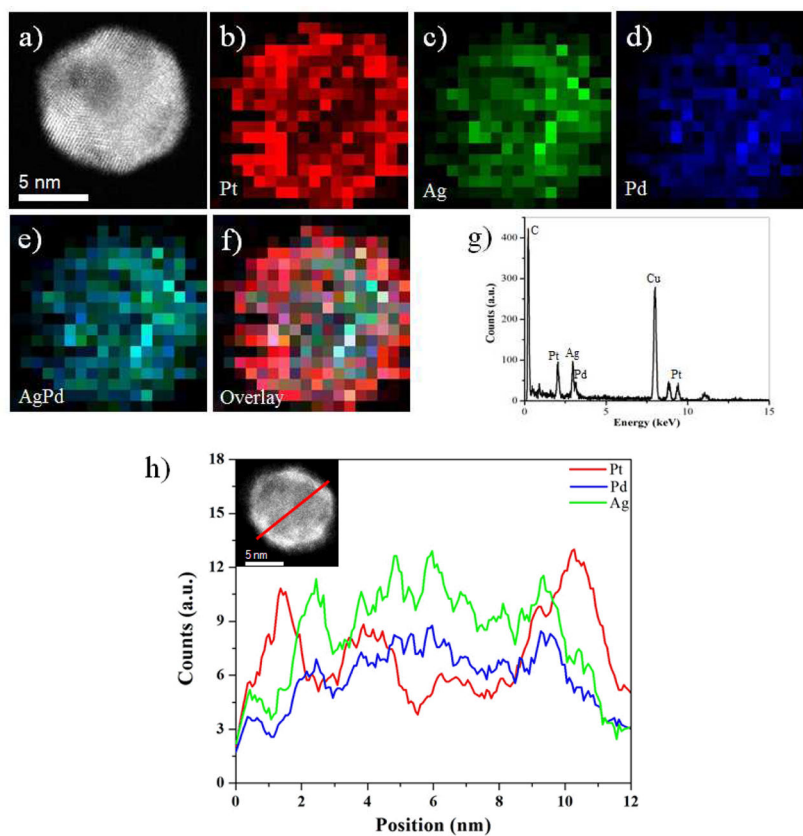 a)
5 nm
b)
Pt
c)
Ag
d)
Pd
e)
AgPd
f)
Overlay
g)
400
300
200
100
0
Counts (a.u.)
C
Pt
Ag
Pd
Cu
Pt
0
5
10
15
Energy (keV)
h)
18
15
12
9
6
3
0
Counts (a.u.)
5 nm
Pt
Pd
Ag
0 2 4 6 8 10 12
Position (nm)